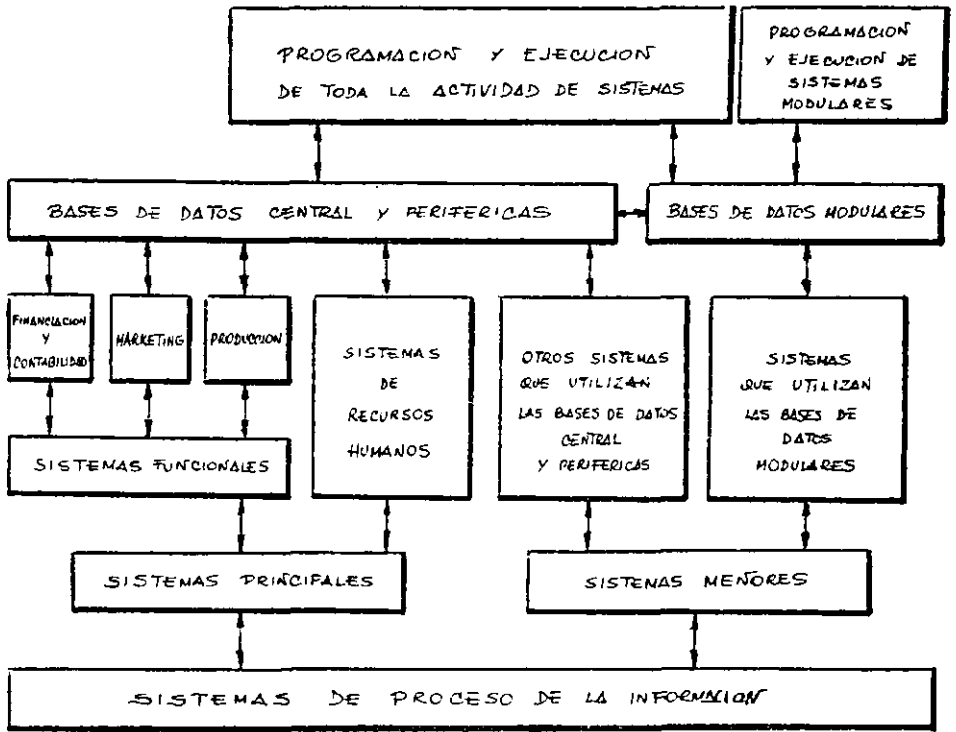 PROGRAMACION Y EJECUCION
DE TODA LA ACTIVIDAD DE SISTEMAS
PROGRAMACION
Y EJECUCION DE
SISTEMAS
MODULARES
BASES DE DATOS CENTRAL Y PERIFERICAS
BASES DE DATOS MODULARES
FINANCIACION
Y
CONTABILIDAD
MARKETING
PRODUCCION
SISTEMAS
DE
RECURSOS
HUMANOS
OTROS SISTEMAS
QUE UTILIZAN
LAS BASES DE DATOS
CENTRAL
Y PERIFERICAS
SISTEMAS
QUE UTILIZAN
LAS BASES DE
DATOS
MODULARES
SISTEMAS FUNCIONALES
SISTEMAS PRINCIPALES
SISTEMAS MENORES
SISTEMAS DE PROCESO DE LA INFORMACION